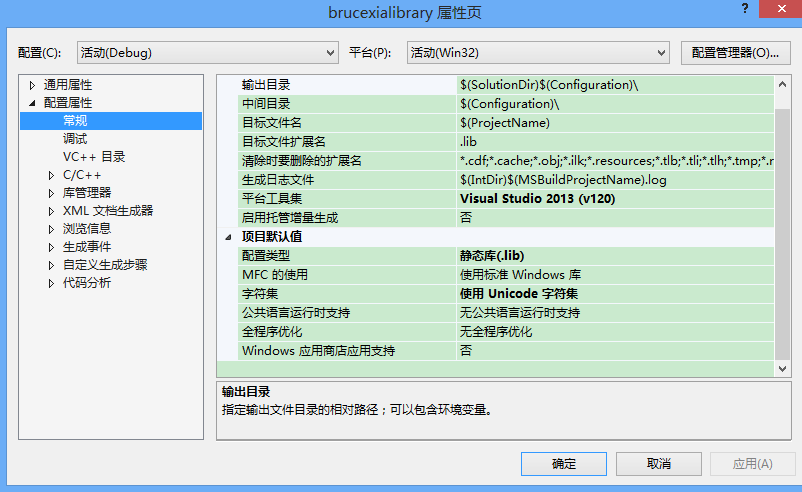 brucexialibrary 属性页
? ×
配置(C): 活动(Debug) 平台(P): 活动(Win32) 配置管理器(O)...
通用属性
配置属性
常规
调试
VC++ 目录
C/C++
库管理器
XML 文档生成器
浏览信息
生成事件
自定义生成步骤
代码分析
输出目录 $(SolutionDir)$(Configuration)\
中间目录 $(Configuration)\
目标文件名 $(ProjectName)
目标文件扩展名 .lib
清除时要删除的扩展名 *.cdf;*.cache;*.obj;*.ilk;*.resources;*.tlb;*.tli;*.tlh;*.tmp;*.r
生成日志文件 $(IntDir)$(MSBuildProjectName).log
平台工具集 Visual Studio 2013 (v120)
启用托管增量生成 否
项目默认值
配置类型 静态库(.lib)
MFC 的使用 使用标准 Windows 库
字符集 使用 Unicode 字符集
公共语言运行时支持 无公共语言运行时支持
全程序优化 无全程序优化
Windows 应用商店应用支持 否
输出目录
指定输出文件目录的相对路径；可以包含环境变量。
确定 取消 应用(A)